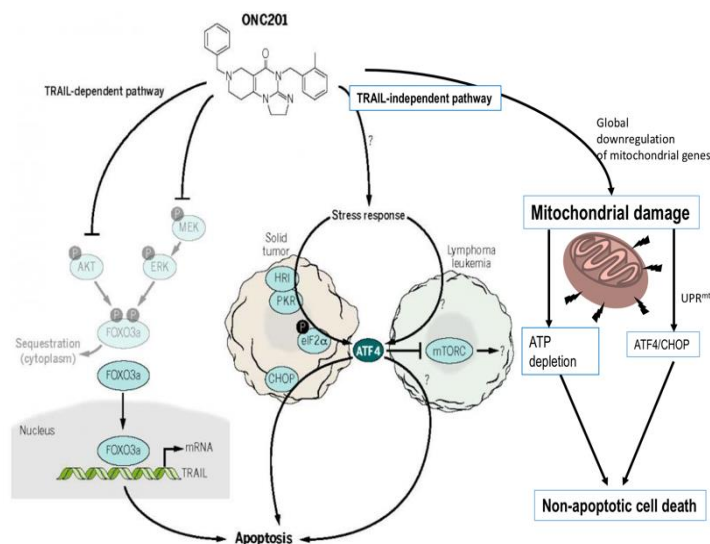 ONC201
O
N
N
N
N
TRAIL-dependent pathway
TRAIL-independent pathway
?
Global
downregulation
of mitochondrial genes
P
MEK
P
AKT
P
ERK
P P
FOXO3a
Sequestration
(cytoplasm)
FOXO3a
Nucleus
FOXO3a
mRNA
TRAIL
Stress response
Solid
tumor
HRI
PKR
P
eIF2α
CHOP
ATF4
Lymphoma
leukemia
?
mTORC
?
?
Apoptosis
Mitochondrial damage
UPRmt
ATP
depletion
ATF4/CHOP
Non-apoptotic cell death